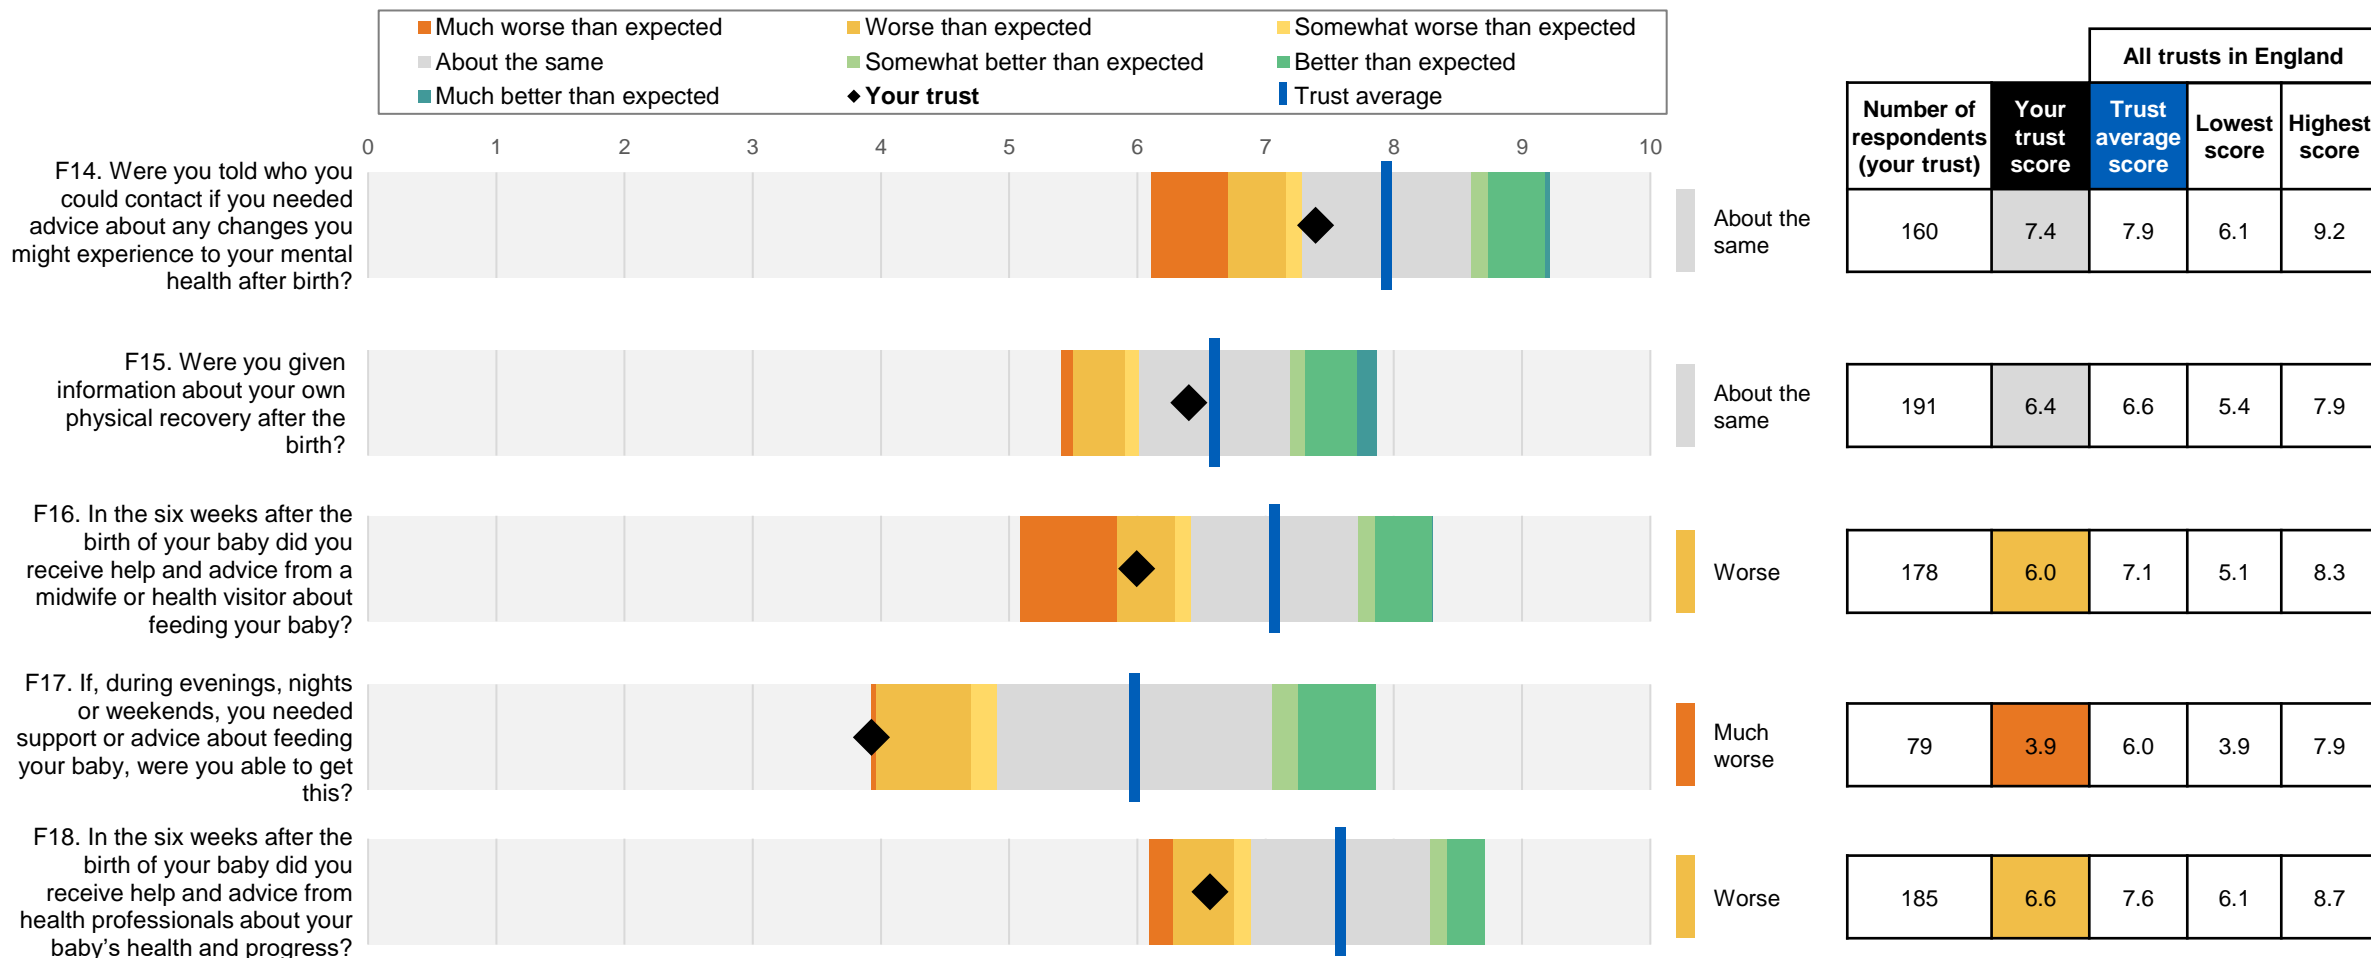 Much worse than expected
Worse than expected
Somewhat worse than expected
About the same
Somewhat better than expected
Better than expected
Much better than expected
Your trust
Trust average
All trusts in England
Number of
respondents
(your trust)
Your
trust
score
Trust
average
score
Lowest
score
Highest
score
0 1 2 3 4 5 6 7 8 9 10
F14. Were you told who you
could contact if you needed
advice about any changes you
might experience to your mental
health after birth?
About the
same
160 7.4 7.9 6.1 9.2
F15. Were you given
information about your own
physical recovery after the
birth?
About the
same
191 6.4 6.6 5.4 7.9
F16. In the six weeks after the
birth of your baby did you
receive help and advice from a
midwife or health visitor about
feeding your baby?
Worse
178 6.0 7.1 5.1 8.3
F17. If, during evenings, nights
or weekends, you needed
support or advice about feeding
your baby, were you able to get
this?
Much
worse
79 3.9 6.0 3.9 7.9
F18. In the six weeks after the
birth of your baby did you
receive help and advice from
health professionals about your
baby’s health and progress?
Worse
185 6.6 7.6 6.1 8.7